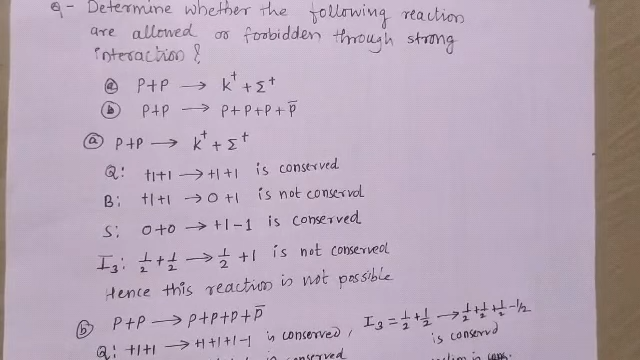 Q- Determine whether the following reaction
are allowed or forbidden through strong
interaction?
(a) P+P → K⁺ + Σ⁺
(b) P+P → P+P+P+P̅
(a) P+P → K⁺ + Σ⁺
Q: +1+1 → +1+1 is conserved
B: +1+1 → 0+1 is not conservd
S: 0+0 → +1-1 is conserved
I₃: 1/2 + 1/2 → 1/2 + 1 is not conserved
Hence this reaction is not possible
(b) P+P → P+P+P+P̅
I₃ = 1/2 + 1/2 → 1/2 + 1/2 + 1/2 - 1/2
is conservd
Q: +1+1 → +1+1+1-1 is conserved,
is conserved